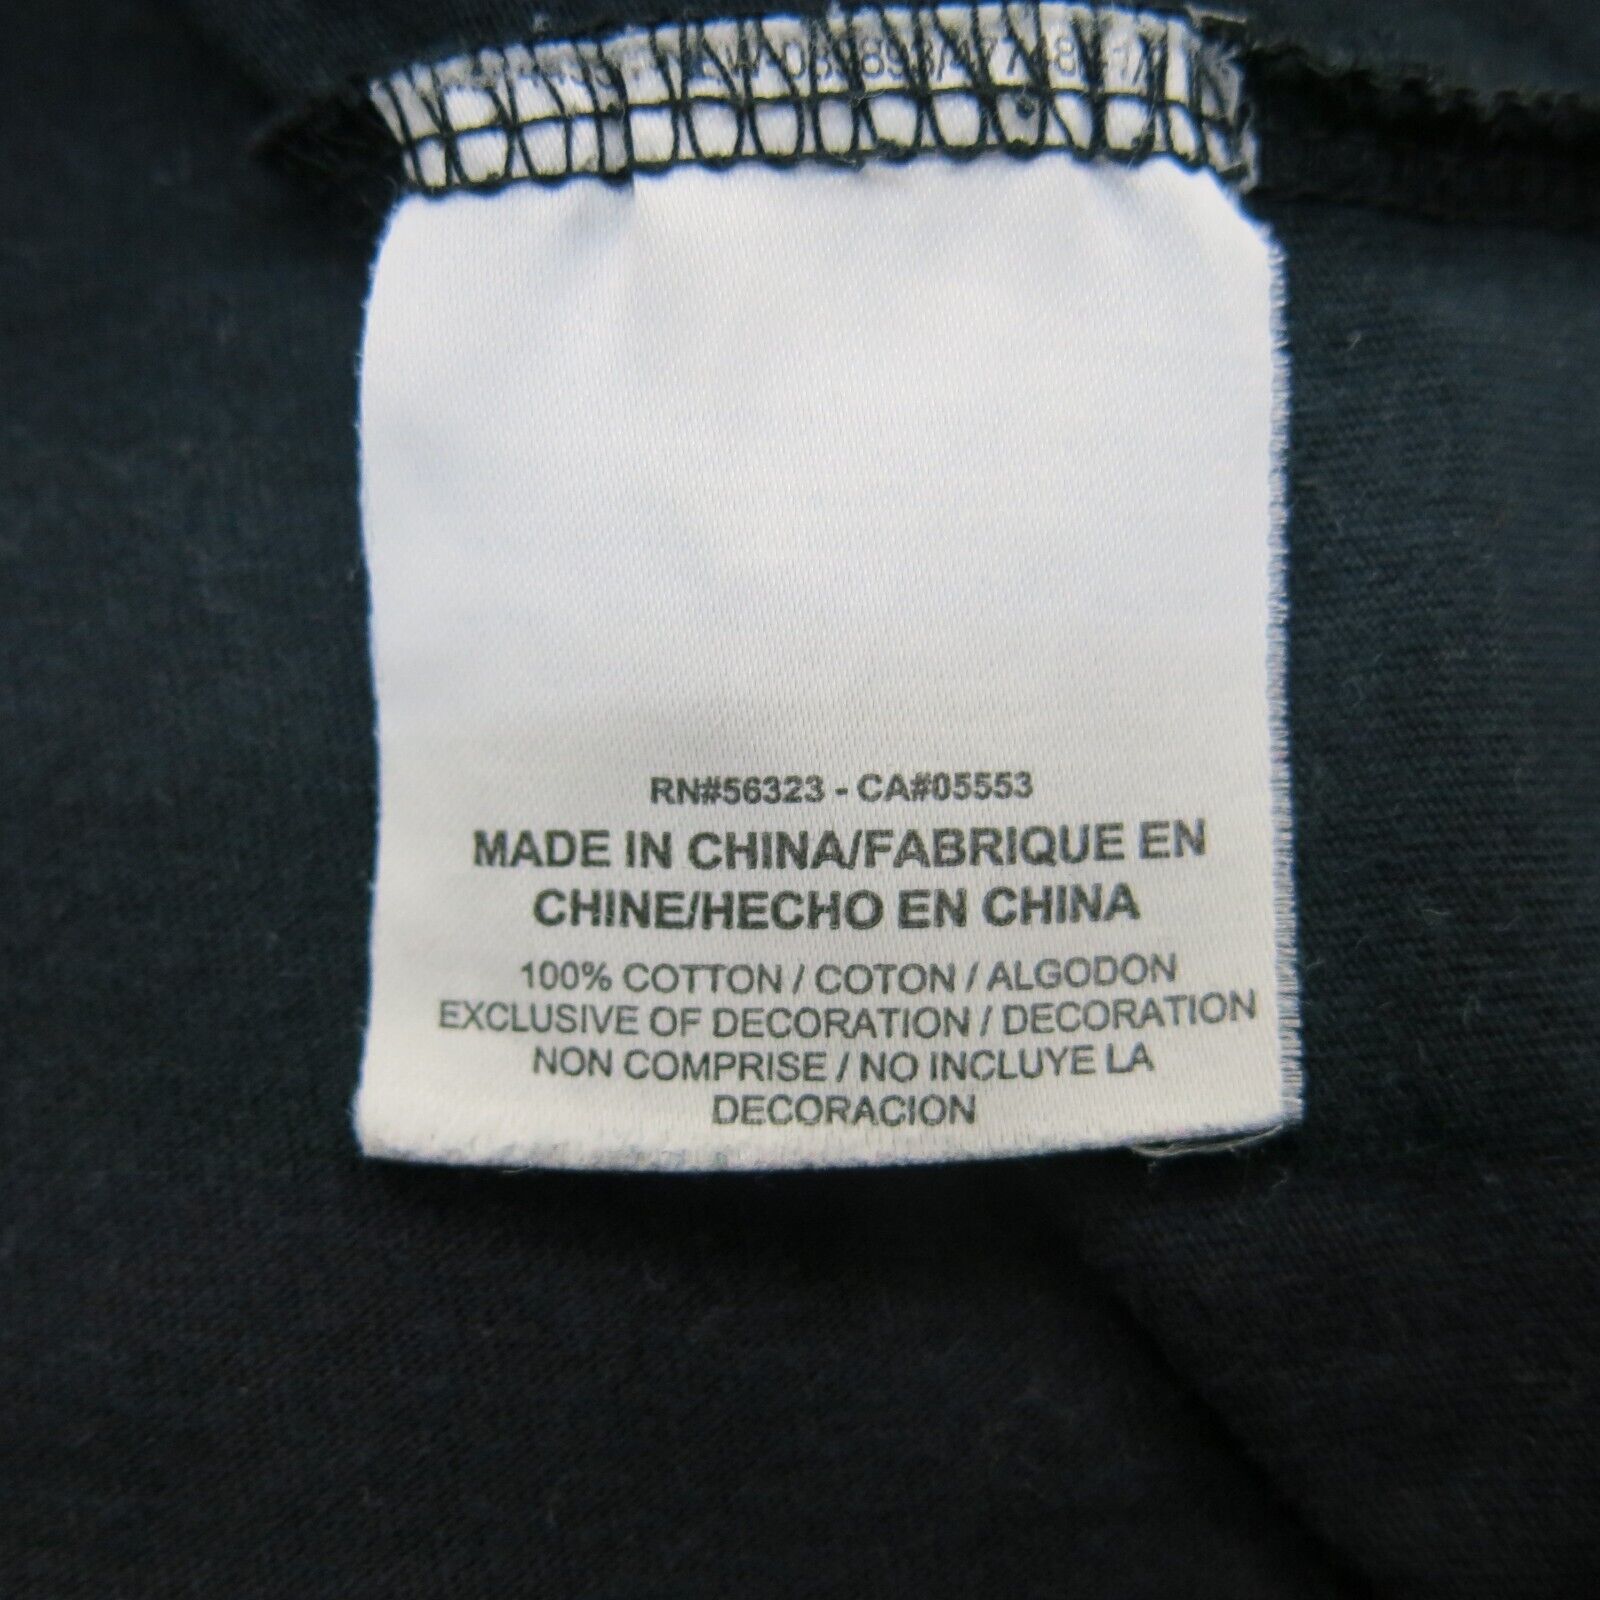 RN#56323 - CA#05553
MADE IN CHINA/FABRIQUE EN
CHINE/HECHO EN CHINA
100% COTTON / COTON / ALGODON
EXCLUSIVE OF DECORATION / DECORATION
NON COMPRISE / NO INCLUYE LA
DECORACION